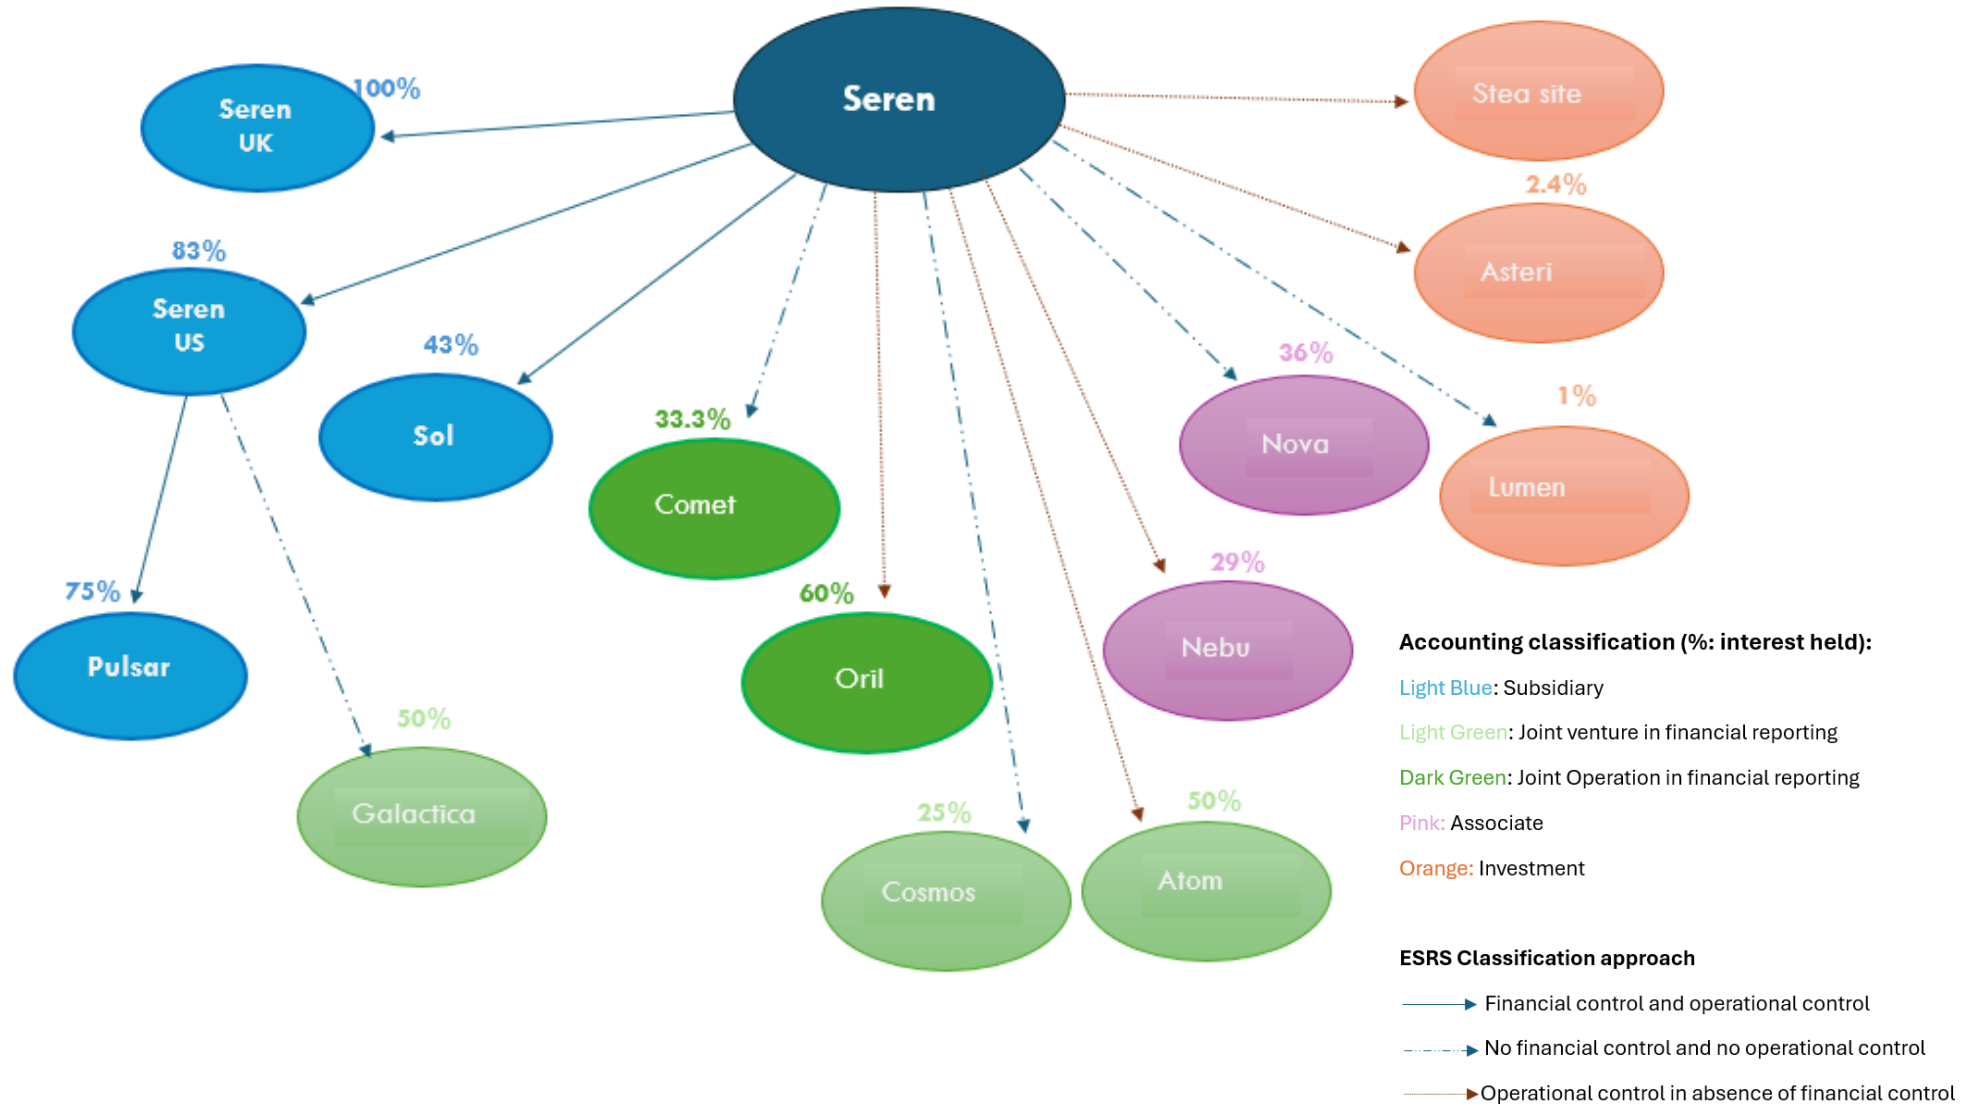 Seren
Stea site
100%
Seren
UK
2.4%
Asteri
83%
Seren
US
43%
Sol
36%
Nova
1%
Lumen
33.3%
Comet
29%
Nebu
75%
Pulsar
60%
Oril
50%
Galactica
25%
Cosmos
50%
Atom
Accounting classification (%: interest held):
Light Blue: Subsidiary
Light Green: Joint venture in financial reporting
Dark Green: Joint Operation in financial reporting
Pink: Associate
Orange: Investment
ESRS Classification approach
Financial control and operational control
No financial control and no operational control
Operational control in absence of financial control